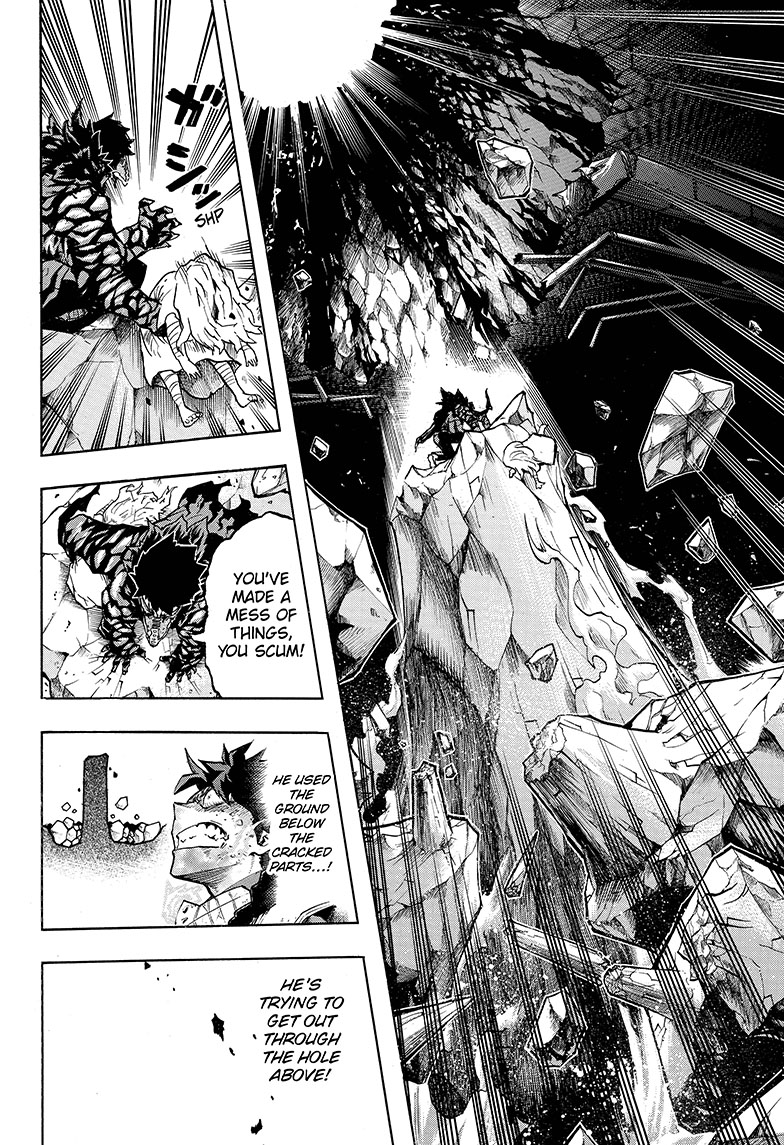 ガシッ
SHP
YOU'VE
MADE A
MESS OF
THINGS,
YOU SCUM!
HE USED
THE
GROUND
BELOW
THE
CRACKED
PARTS...!
HE'S
TRYING TO
GET OUT
THROUGH
THE HOLE
ABOVE!